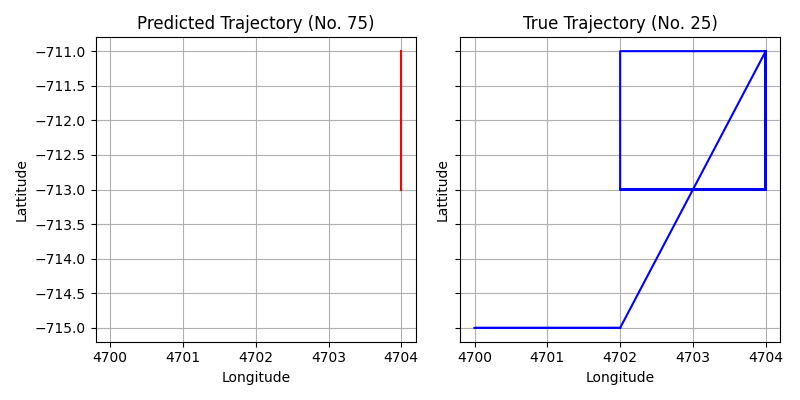 Predicted Trajectory (No. 75)
True Trajectory (No. 25)
−711.0
−711.5
−712.0
−712.5
−713.0
−713.5
−714.0
−714.5
−715.0
Lattitude
Lattitude
4700 4701 4702 4703 4704
4700 4701 4702 4703 4704
Longitude
Longitude